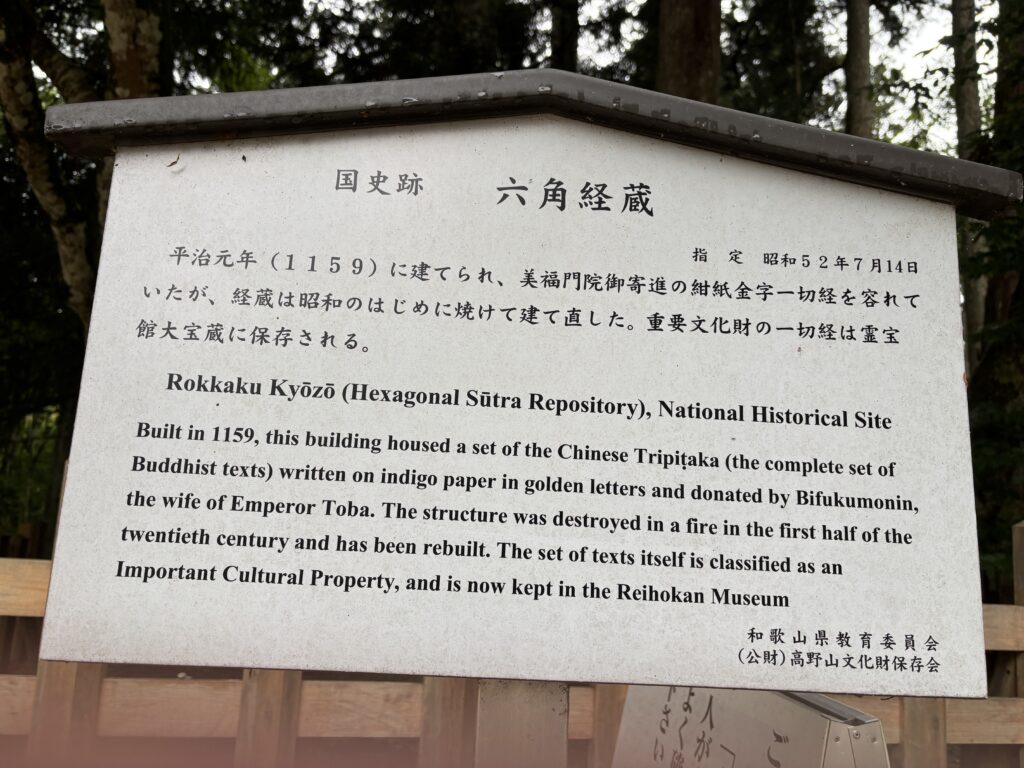 国史跡 六角経蔵
指定 昭和52年7月14日
平治元年(1159)に建てられ、美福門院御寄進の紺紙金字一切経を容れて
いたが、経蔵は昭和のはじめに焼けて建て直した。重要文化財の一切経は霊宝
館大宝蔵に保存される。
Rokkaku Kyōzō (Hexagonal Sūtra Repository), National Historical Site
Built in 1159, this building housed a set of the Chinese Tripiṭaka (the complete set of
Buddhist texts) written on indigo paper in golden letters and donated by Bifukumonin,
the wife of Emperor Toba. The structure was destroyed in a fire in the first half of the
twentieth century and has been rebuilt. The set of texts itself is classified as an
Important Cultural Property, and is now kept in the Reihokan Museum
和歌山県教育委員会
(公財)高野山文化財保存会
ご
人が
よく
下さい